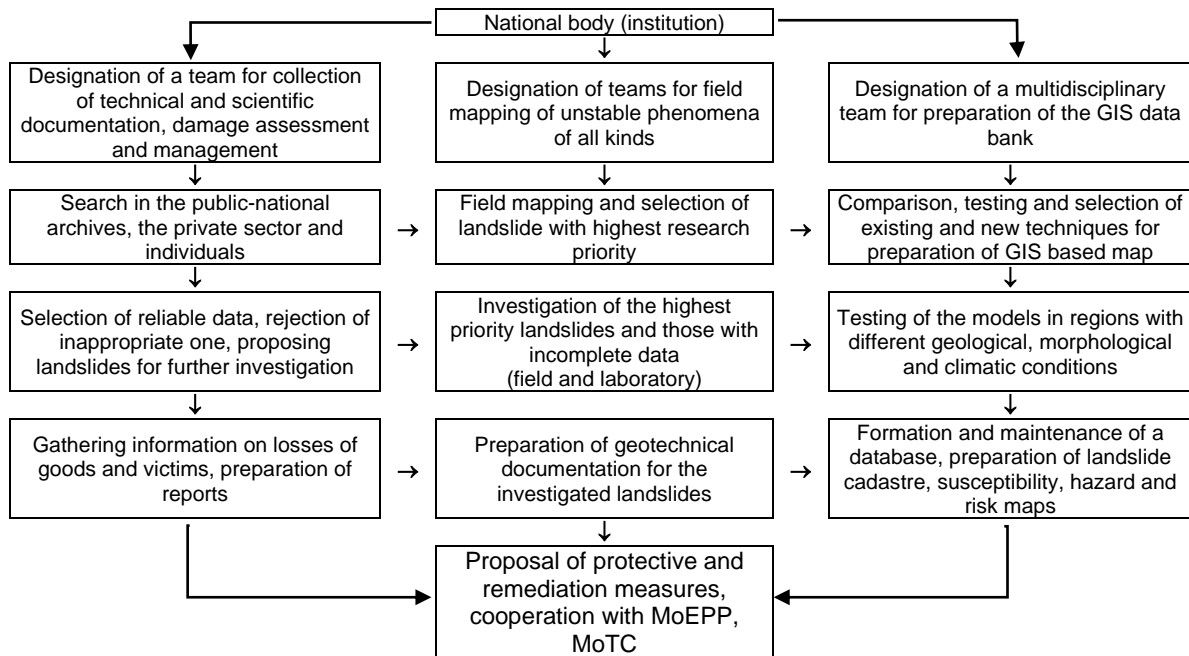 National body (institution)
Designation of a team for collection
of technical and scientific
documentation, damage assessment
and management
Designation of teams for field
mapping of unstable phenomena
of all kinds
Designation of a multidisciplinary
team for preparation of the GIS data
bank
Search in the public-national
archives, the private sector and
individuals
Field mapping and selection of
landslide with highest research
priority
Comparison, testing and selection of
existing and new techniques for
preparation of GIS based map
Selection of reliable data, rejection of
inappropriate one, proposing
landslides for further investigation
Investigation of the highest
priority landslides and those with
incomplete data
(field and laboratory)
Testing of the models in regions with
different geological, morphological
and climatic conditions
Gathering information on losses of
goods and victims, preparation of
reports
Preparation of geotechnical
documentation for the
investigated landslides
Formation and maintenance of a
database, preparation of landslide
cadastre, susceptibility, hazard and
risk maps
Proposal of protective and
remediation measures,
cooperation with MoEPP,
MoTC